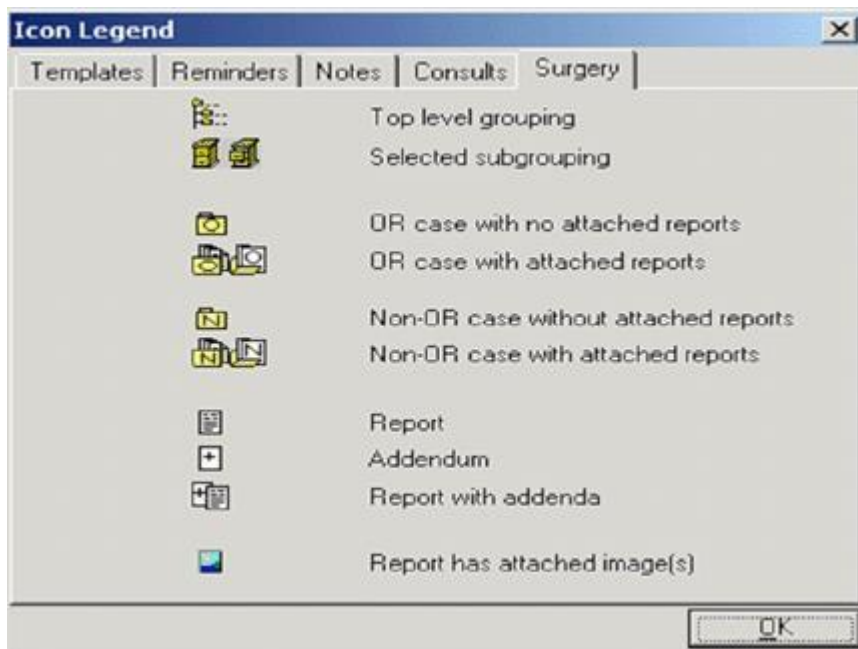 Icon Legend
Templates Reminders Notes Consults Surgery
Top level grouping
Selected subgrouping
OR case with no attached reports
OR case with attached reports
N Non-OR case without attached reports
N N Non-OR case with attached reports
Report
Addendum
Report with addenda
Report has attached image(s)
OK